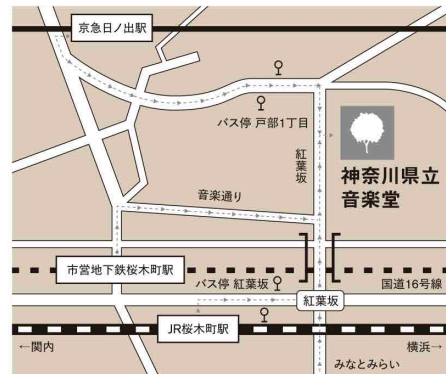 京急日ノ出駅
バス停 戸部1丁目
紅葉坂
神奈川県立
音楽堂
音楽通り
市営地下鉄桜木町駅
バス停 紅葉坂
国道16号線
紅葉坂
JR桜木町駅
←関内
横浜→
みなとみらい